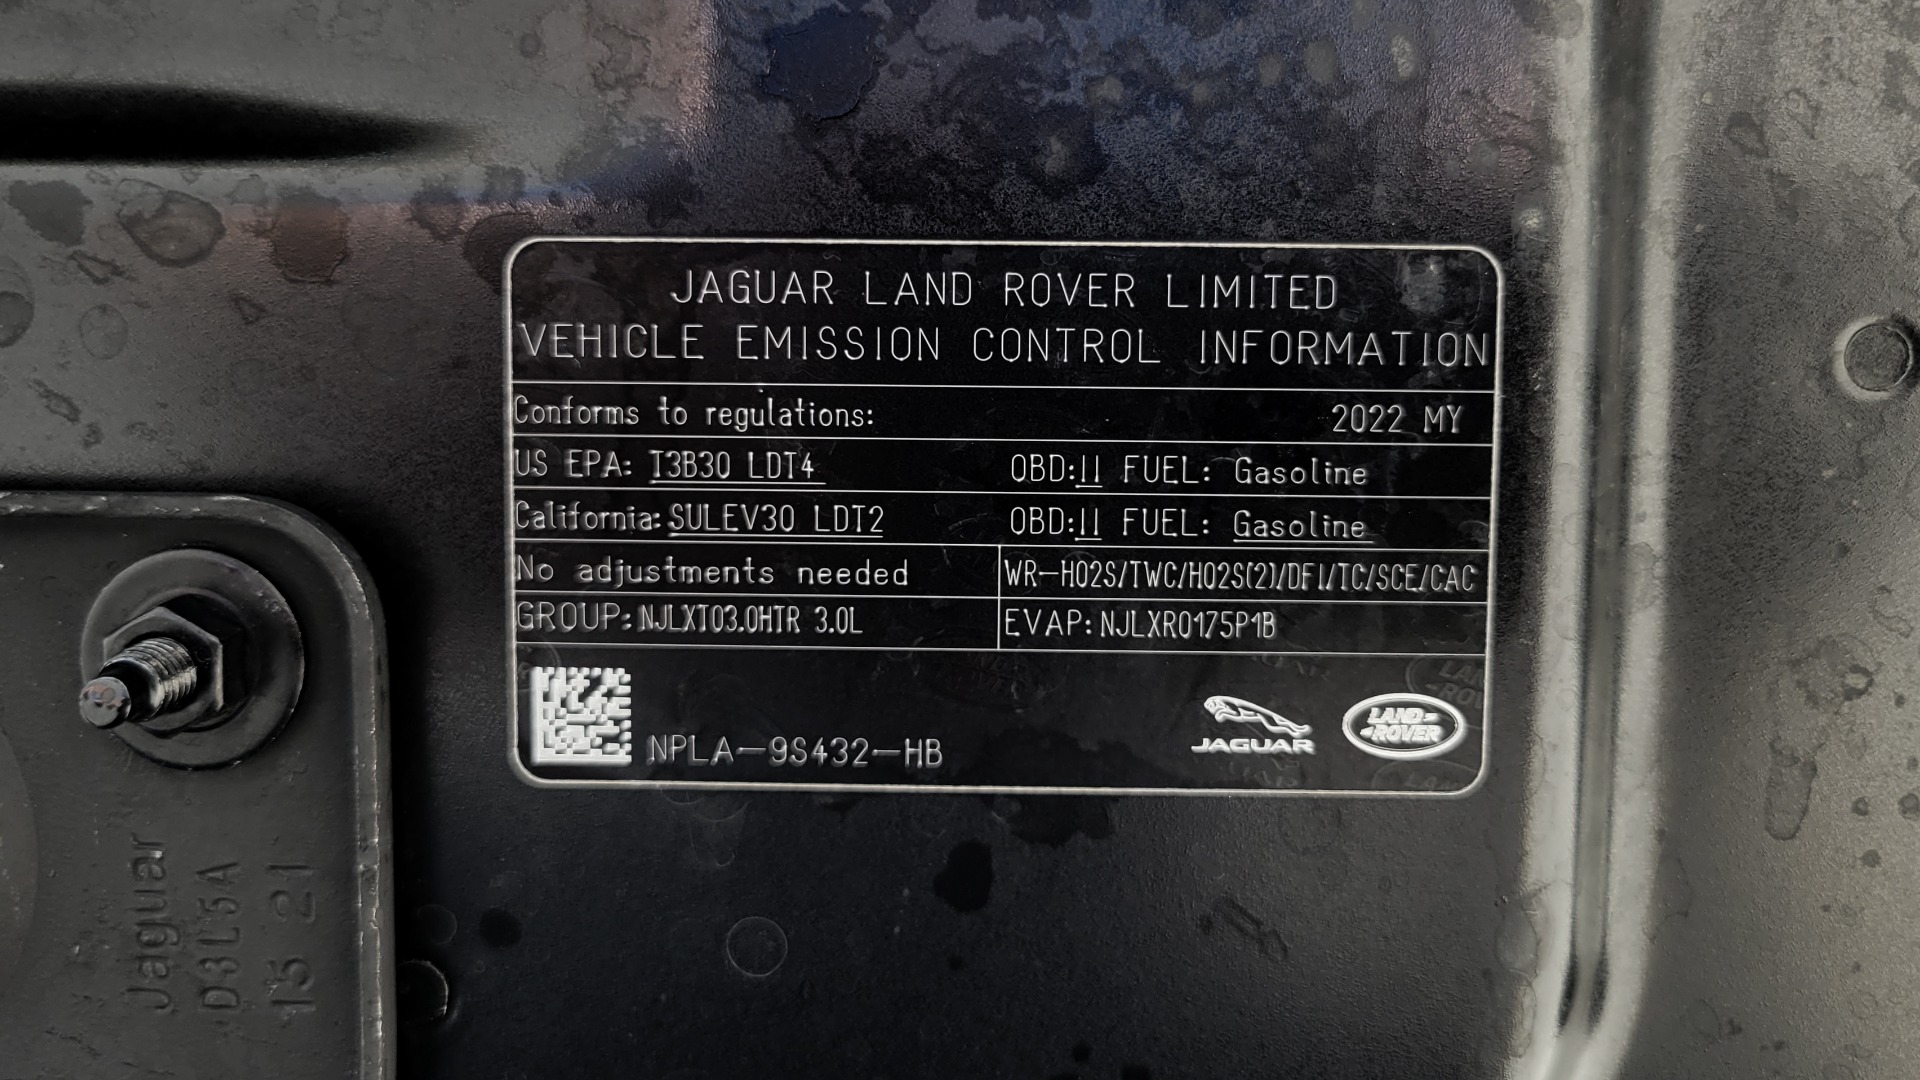 JAGUAR LAND ROVER LIMITED
VEHICLE EMISSION CONTROL INFORMATION
Conforms to regulations: 2022 MY
US EPA: T3B30 LDT4 OBD:II FUEL: Gasoline
California: SULEV30 LDT2 OBD:II FUEL: Gasoline
No adjustments needed WR-HO2S/TWC/HO2S(2)/DFI/TC/SCE/CAC
GROUP: NJLXT03.0HTR 3.0L EVAP: NJLXR0175P1B
NPLA-9S432-HB
JAGUAR
LAND-
-ROVER
Jaguar
D3L5A
15 21